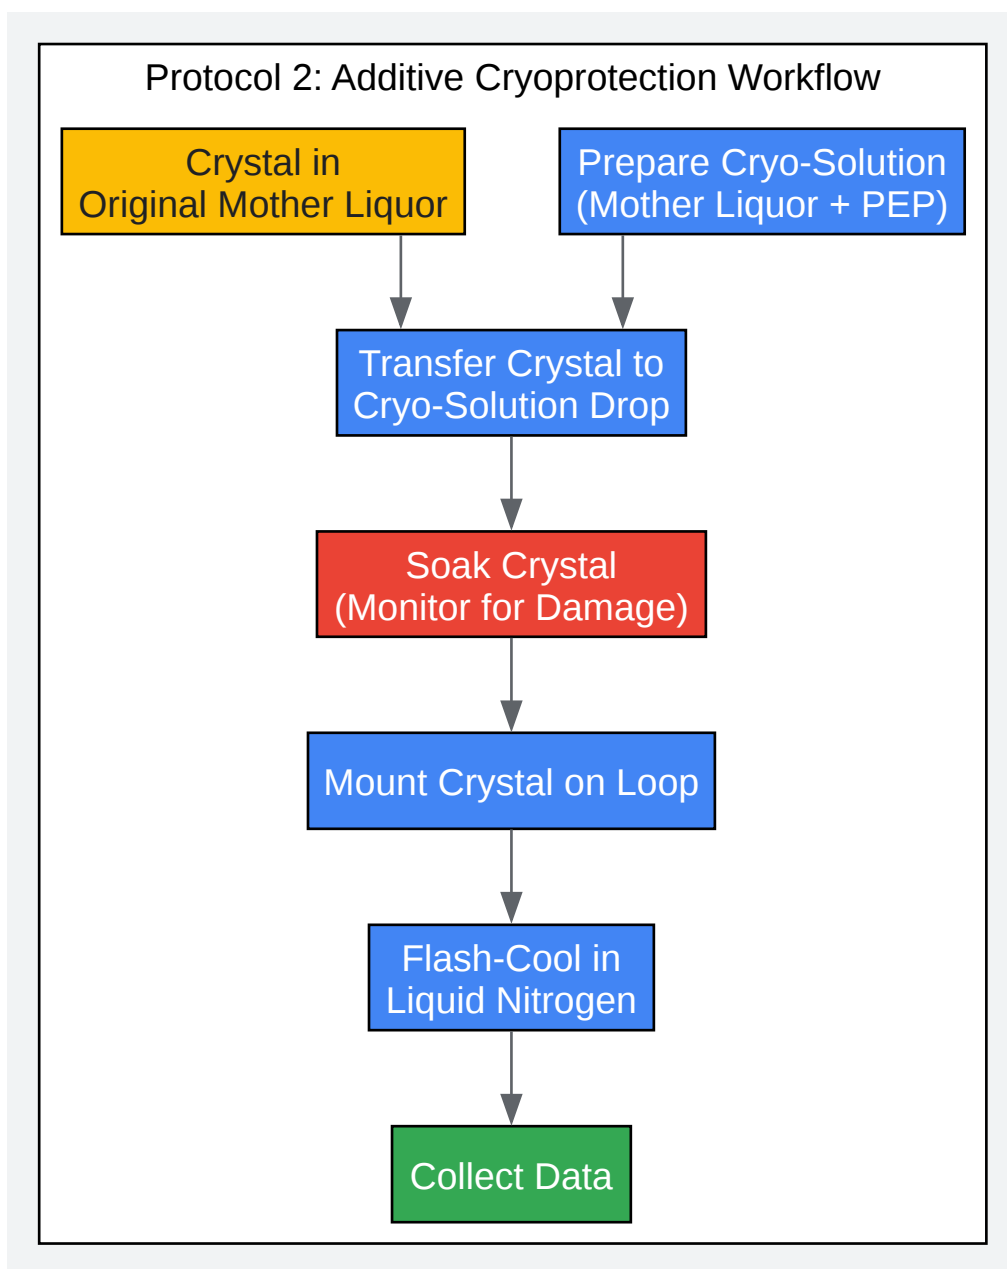 Protocol 2: Additive Cryoprotection Workflow
Crystal in
Original Mother Liquor
Prepare Cryo-Solution
(Mother Liquor + PEP)
Transfer Crystal to
Cryo-Solution Drop
Soak Crystal
(Monitor for Damage)
Mount Crystal on Loop
Flash-Cool in
Liquid Nitrogen
Collect Data